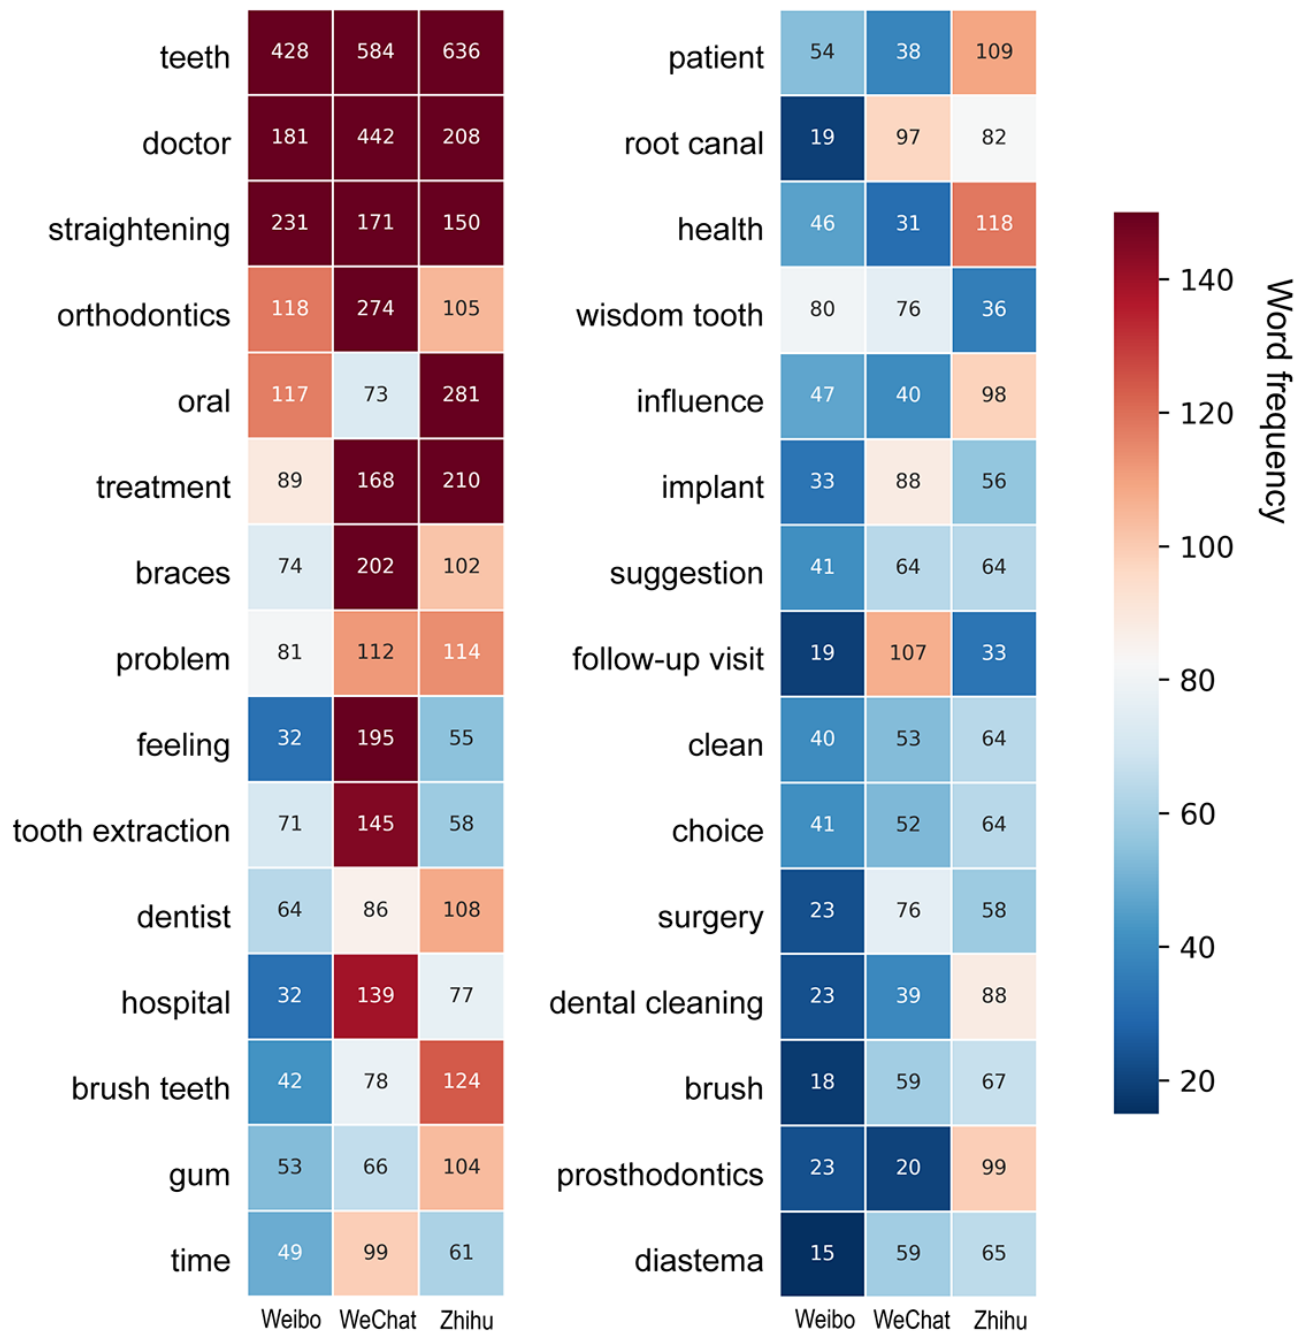 teeth 428 584 636
doctor 181 442 208
straightening 231 171 150
orthodontics 118 274 105
oral 117 73 281
treatment 89 168 210
braces 74 202 102
problem 81 112 114
feeling 32 195 55
tooth extraction 71 145 58
dentist 64 86 108
hospital 32 139 77
brush teeth 42 78 124
gum 53 66 104
time 49 99 61
Weibo WeChat Zhihu
patient 54 38 109
root canal 19 97 82
health 46 31 118
wisdom tooth 80 76 36
influence 47 40 98
implant 33 88 56
suggestion 41 64 64
follow-up visit 19 107 33
clean 40 53 64
choice 41 52 64
surgery 23 76 58
dental cleaning 23 39 88
brush 18 59 67
prosthodontics 23 20 99
diastema 15 59 65
Weibo WeChat Zhihu
140
120
100
80
60
40
20
Word frequency